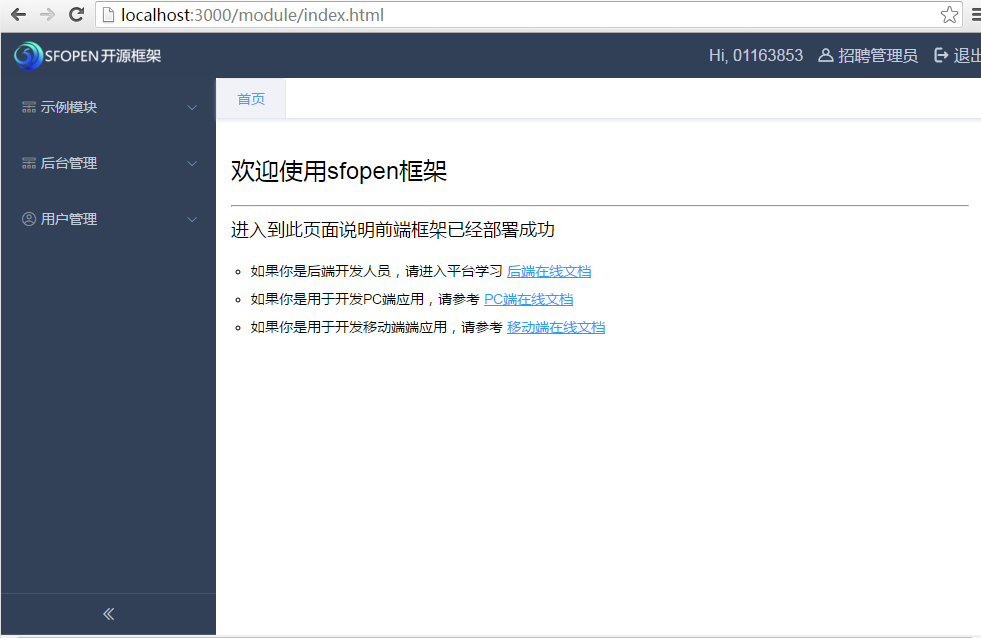 localhost:3000/module/index.html
SFOPEN 开源框架
Hi, 01163853 招聘管理员 退出
示例模块
后台管理
用户管理
首页
欢迎使用sfopen框架
进入到此页面说明前端框架已经部署成功
如果你是后端开发人员，请进入平台学习 后端在线文档
如果你是用于开发PC端应用，请参考 PC端在线文档
如果你是用于开发移动端端应用，请参考 移动端在线文档